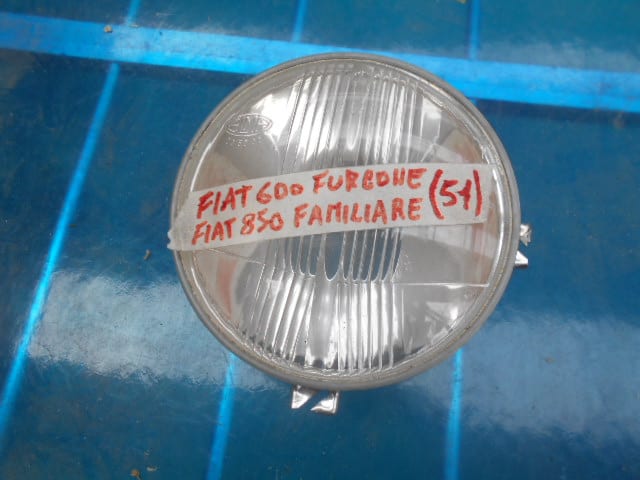 FIAT 600 FURGONE (51)
FIAT 850 FAMILIARE